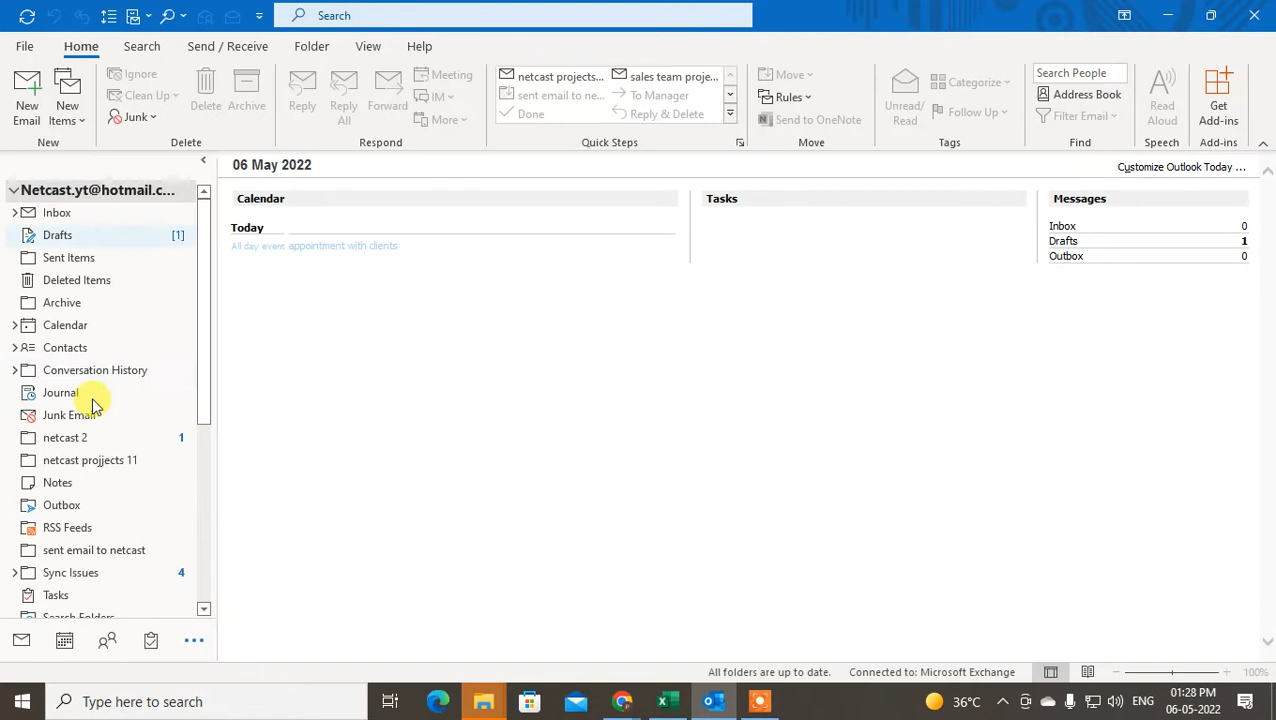 Search
File Home Search Send / Receive Folder View Help
New Email
New Items
Ignore
Clean Up
Junk
Delete
Archive
Reply
Reply All
Forward
Meeting
IM
More
netcast projects...
sent email to ne...
Done
sales team proje...
To Manager
Reply & Delete
Move
Rules
Send to OneNote
Unread/ Read
Categorize
Follow Up
Search People
Address Book
Filter Email
Read Aloud
Get Add-ins
New Delete Respond Quick Steps Move Tags Find Speech Add-ins
Netcast.yt@hotmail.c...
Inbox
Drafts [1]
Sent Items
Deleted Items
Archive
Calendar
Contacts
Conversation History
Journal
Junk Email
netcast 2 1
netcast projjects 11
Notes
Outbox
RSS Feeds
sent email to netcast
Sync Issues 4
Tasks
Search Folders
06 May 2022
Customize Outlook Today ...
Calendar
Today
All day event appointment with clients
Tasks
Messages
Inbox 0
Drafts 1
Outbox 0
All folders are up to date. Connected to: Microsoft Exchange 100%
Type here to search
36°C
ENG
01:28 PM
06-05-2022